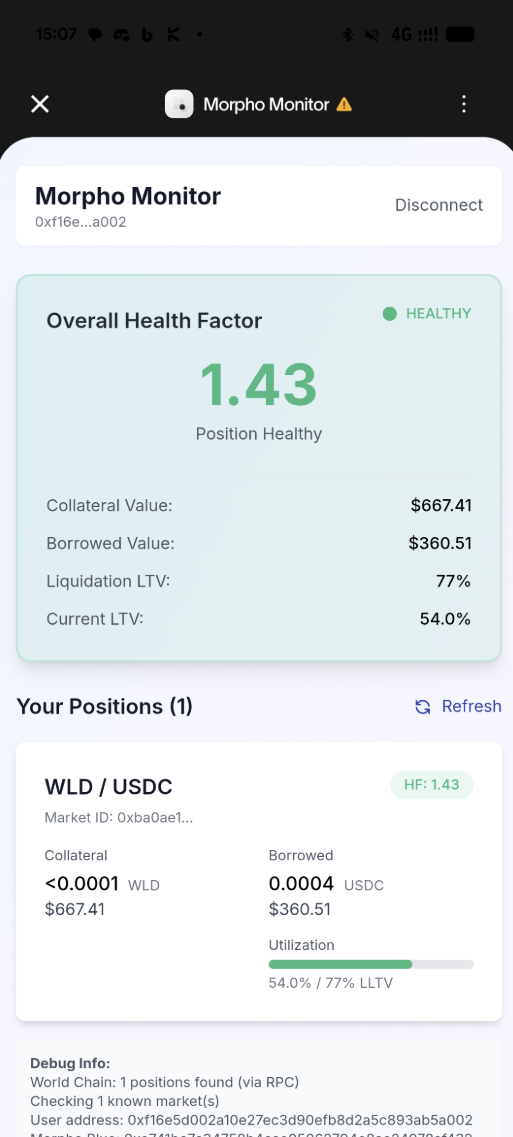 15:07
4G
Morpho Monitor
Morpho Monitor
0xf16e...a002
Disconnect
Overall Health Factor
HEALTHY
1.43
Position Healthy
Collateral Value:
$667.41
Borrowed Value:
$360.51
Liquidation LTV:
77%
Current LTV:
54.0%
Your Positions (1)
Refresh
WLD / USDC
HF: 1.43
Market ID: 0xba0ae1...
Collateral
Borrowed
<0.0001 WLD
0.0004 USDC
$667.41
$360.51
Utilization
54.0% / 77% LLTV
Debug Info:
World Chain: 1 positions found (via RPC)
Checking 1 known market(s)
User address: 0xf16e5d002a10e27ec3d90efb8d2a5c893ab5a002